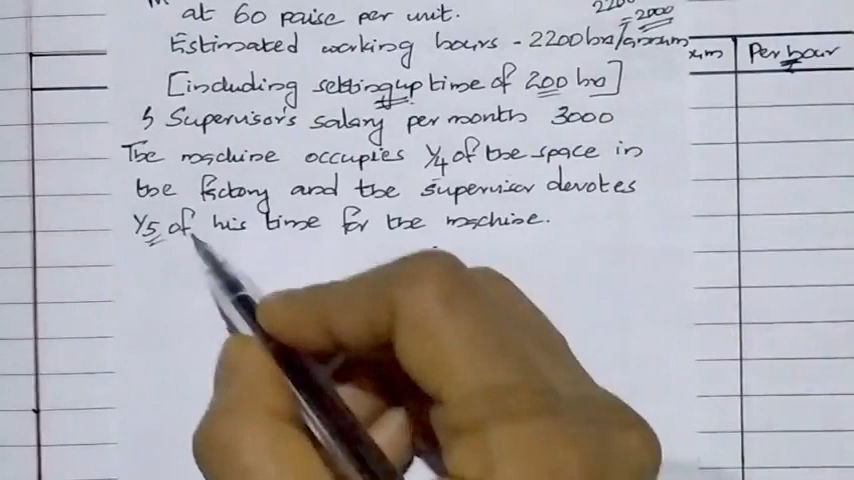 at 60 paise per unit.
2200
=2000
Estimated working hours - 2200 hrs/annum
[including setting up time of 200 hrs]
Supervisor's salary per month 3000
The machine occupies 1/4 of the space in
the factory and the supervisor devotes
1/5 of his time for the machine.
Per hour